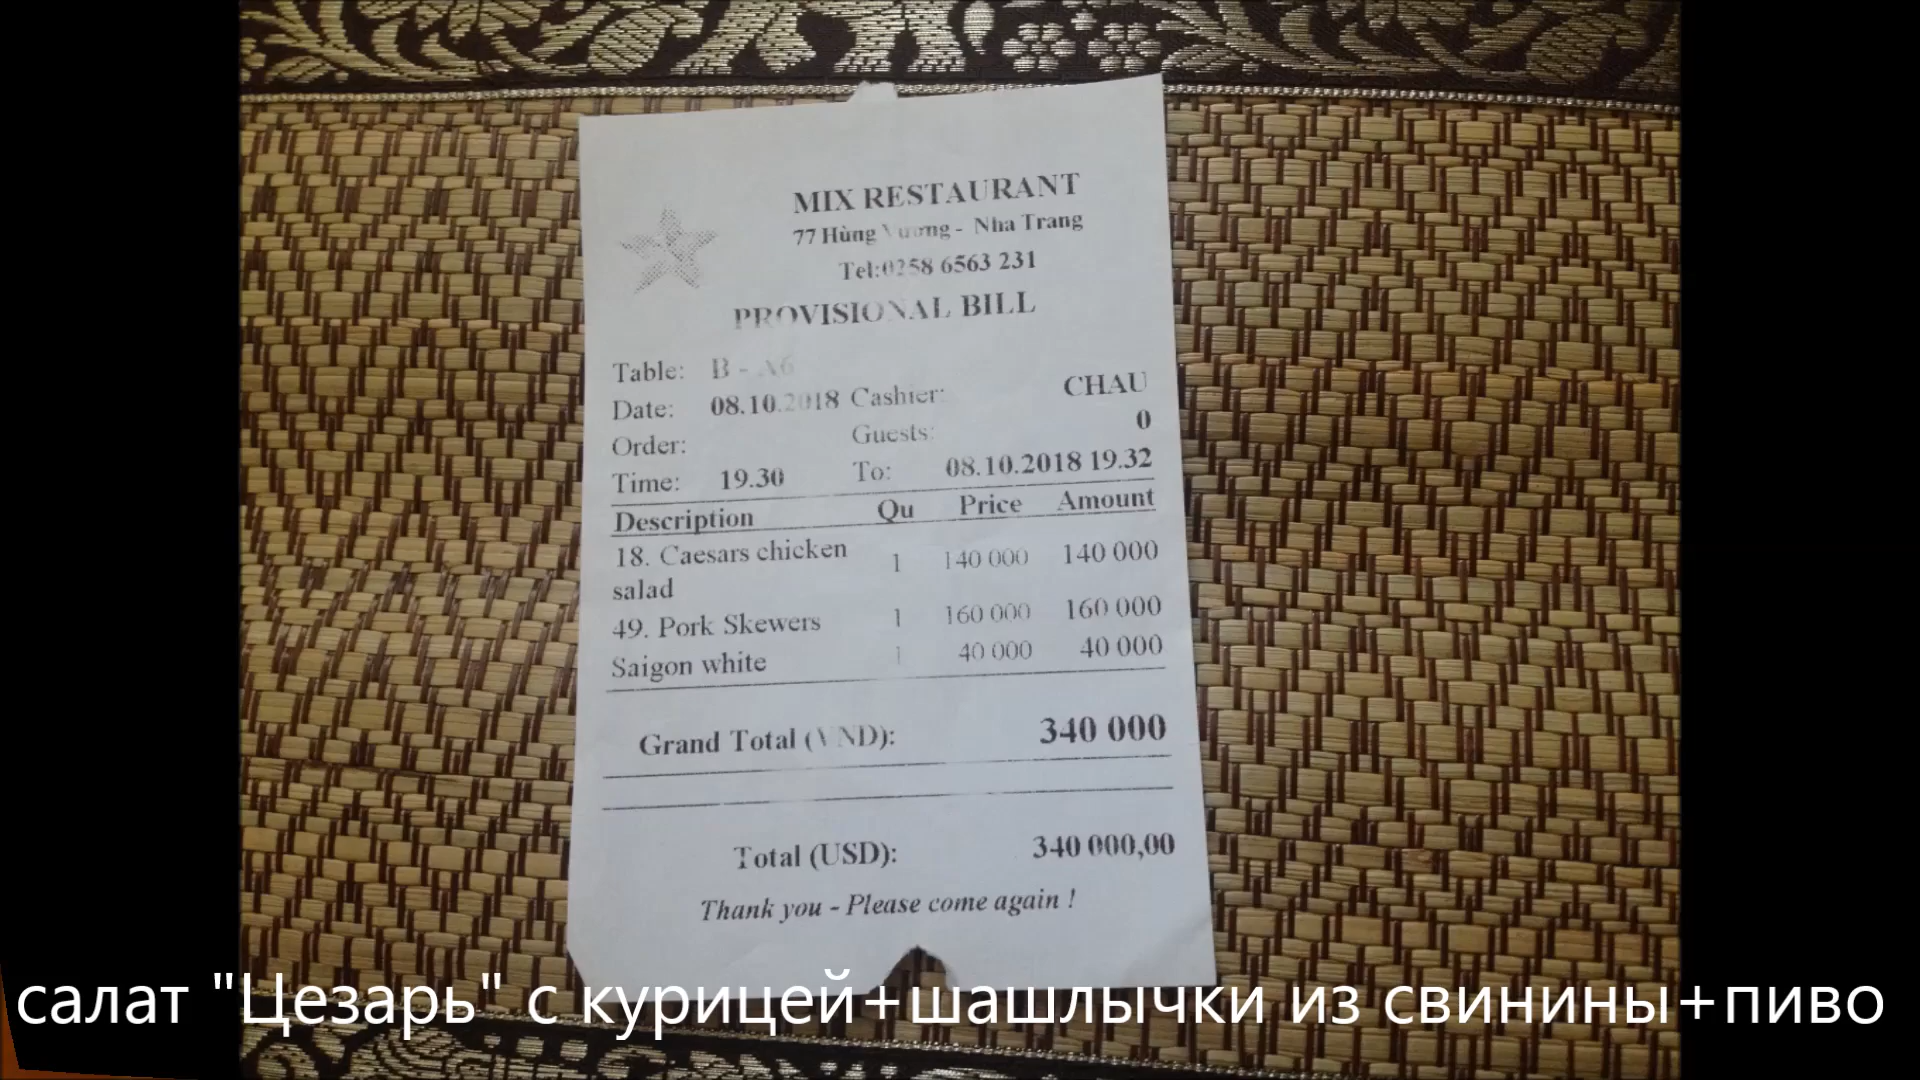 MIX RESTAURANT
77 Hùng Vương - Nha Trang
Tel:0258 6563 231
PROVISIONAL BILL
Table: B - A6
Date: 08.10.2018 Cashier: CHAU
Order: Guests: 0
Time: 19.30 To: 08.10.2018 19.32
Description Qu Price Amount
18. Caesars chicken salad 1 140 000 140 000
49. Pork Skewers 1 160 000 160 000
Saigon white 1 40 000 40 000
Grand Total (VND): 340 000
Total (USD): 340 000,00
Thank you - Please come again !
салат "Цезарь" с курицей+шашлычки из свинины+пиво